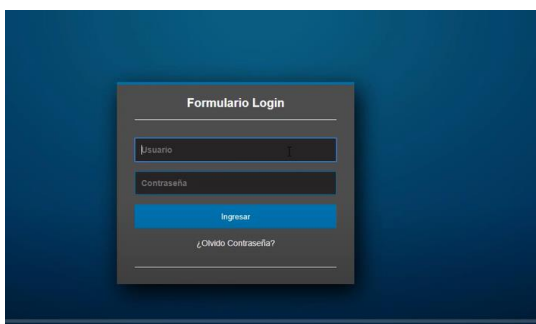 Formulario Login
Usuario
Contraseña
Ingresar
¿Olvido Contraseña?